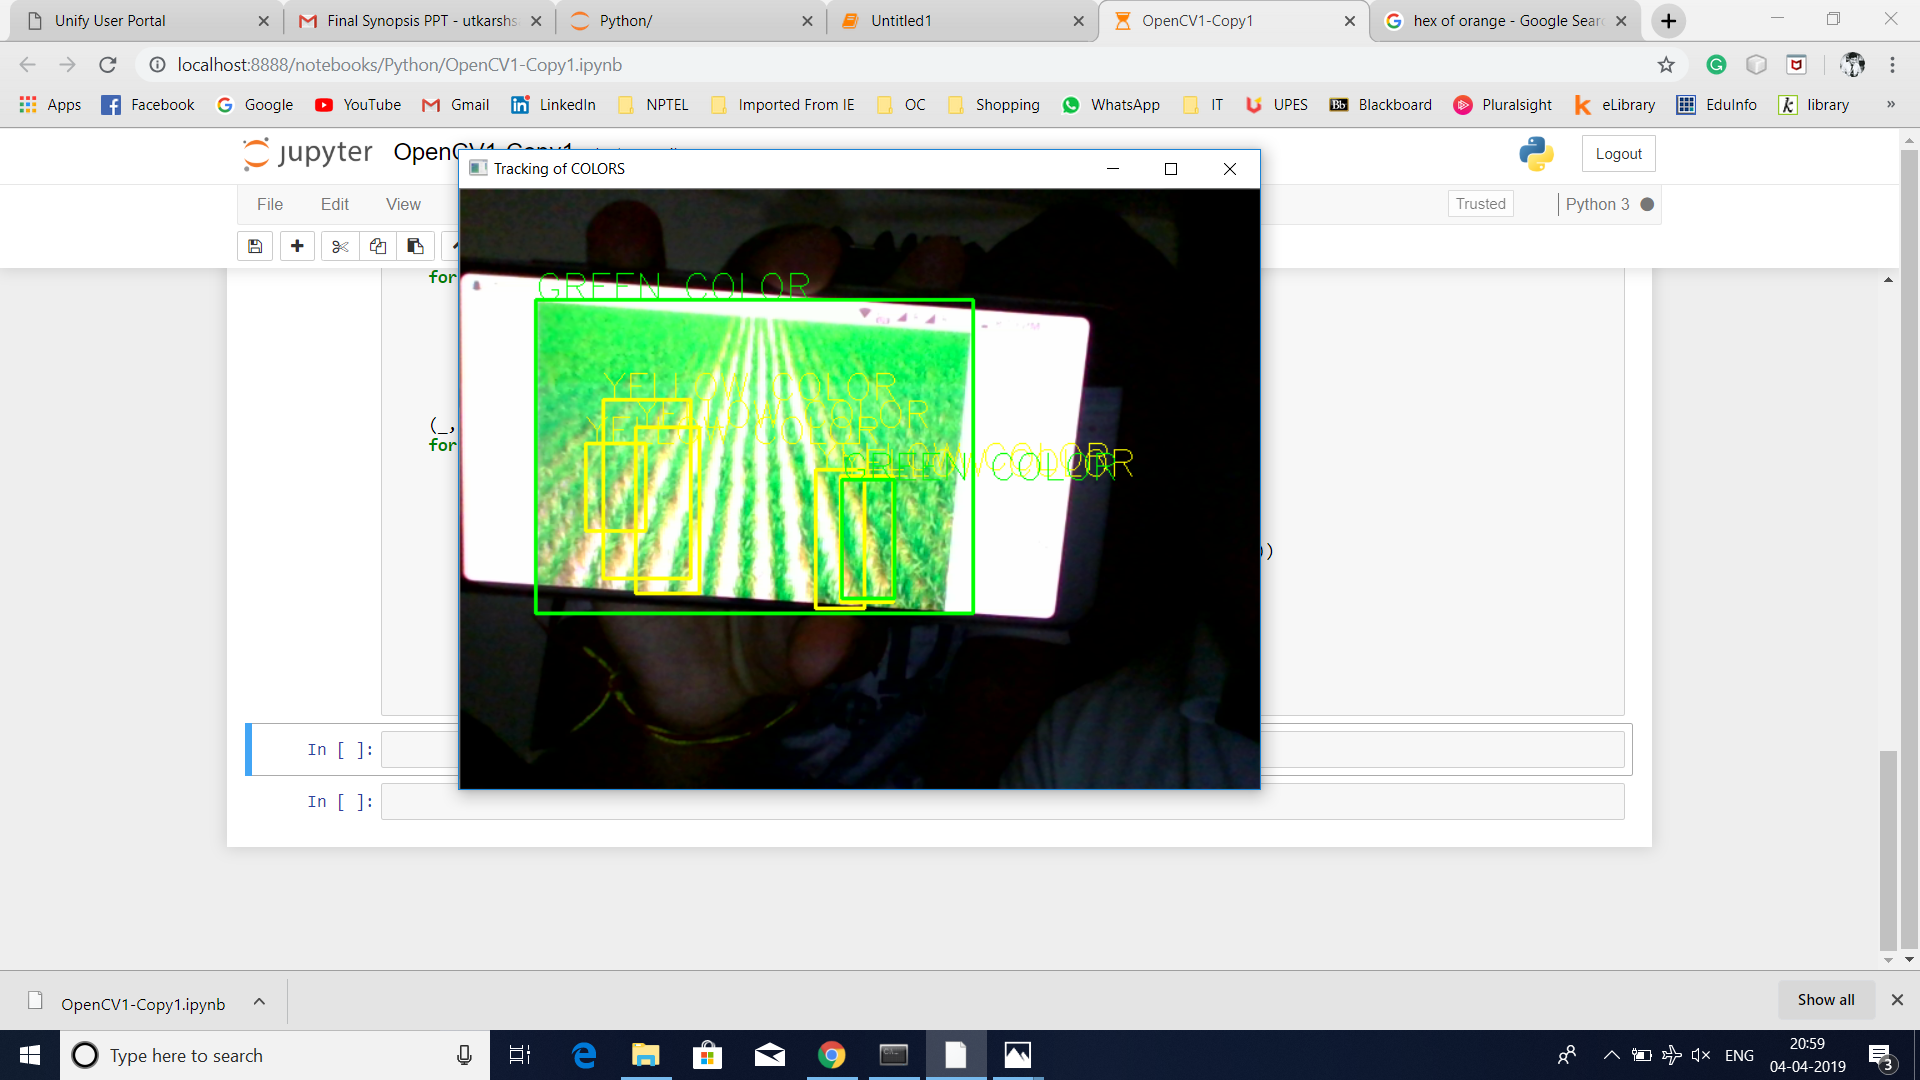 Unify User Portal
Final Synopsis PPT - utkarshs
Python/
Untitled1
OpenCV1-Copy1
hex of orange - Google Sear
localhost:8888/notebooks/Python/OpenCV1-Copy1.ipynb
Apps
Facebook
Google
YouTube
Gmail
LinkedIn
NPTEL
Imported From IE
OC
Shopping
WhatsApp
IT
UPES
Bb Blackboard
Pluralsight
eLibrary
EduInfo
library
»
jupyter
OpenCV1-Copy1
Logout
Tracking of COLORS
File
Edit
View
Trusted
Python 3
for
GREEN COLOR
YELLOW COLOR
YELLOW COLOR
YELLOW COLOR
(_,
for
GREEN COLOR
)
In [ ]:
In [ ]:
OpenCV1-Copy1.ipynb
Show all
Type here to search
ENG
20:59
04-04-2019
3